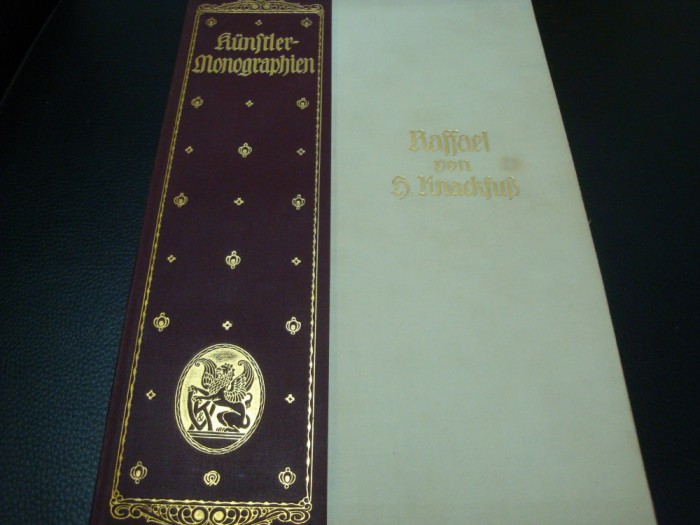 Künstler-
Monographien
Raffael
von
H. Knackfuß